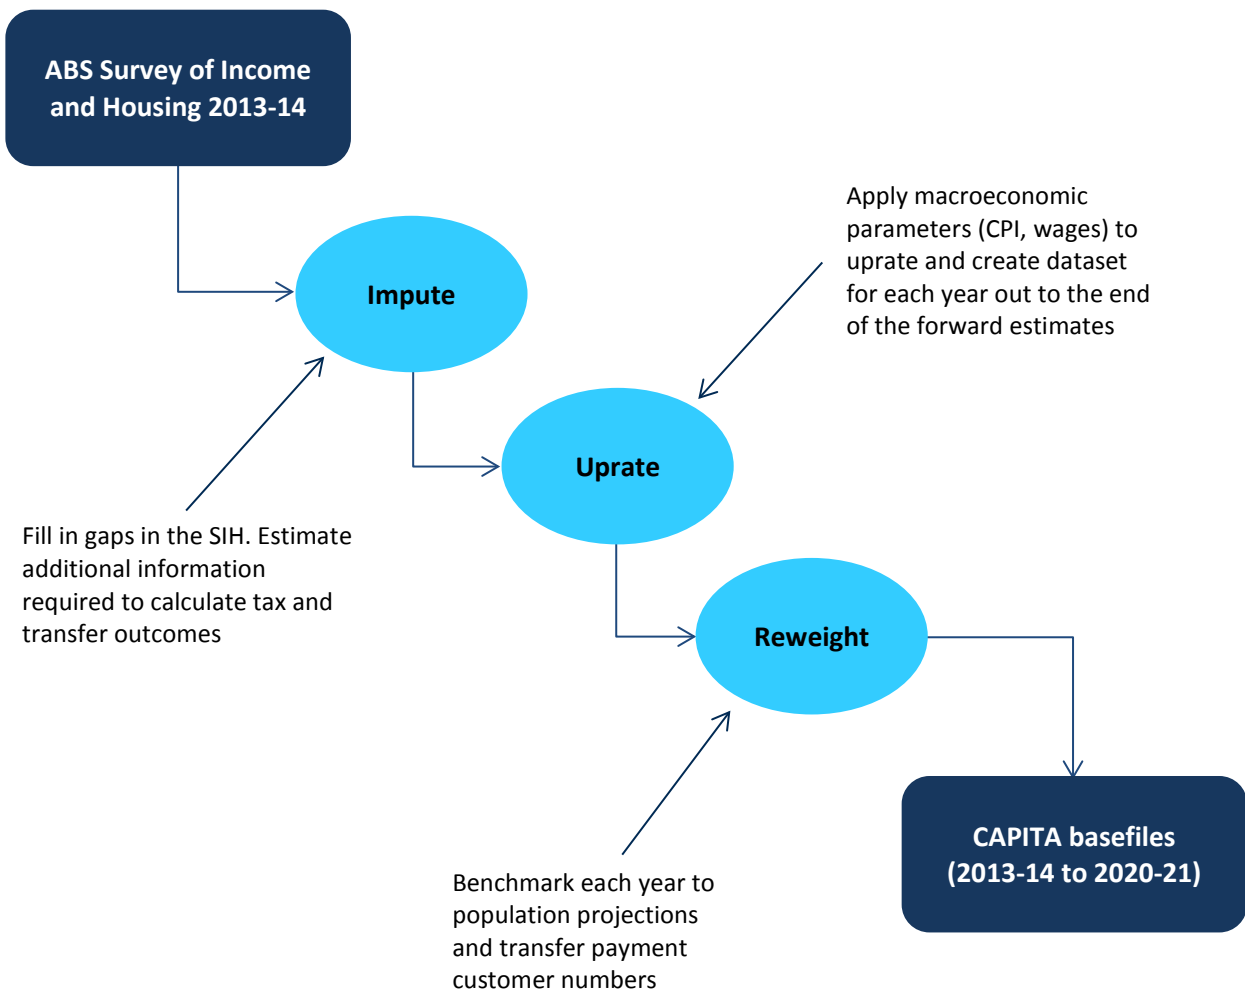 ABS Survey of Income
and Housing 2013-14
Apply macroeconomic
parameters (CPI, wages) to
uprate and create dataset
for each year out to the end
of the forward estimates
Impute
Uprate
Fill in gaps in the SIH. Estimate
additional information
required to calculate tax and
transfer outcomes
Reweight
CAPITA basefiles
(2013-14 to 2020-21)
Benchmark each year to
population projections
and transfer payment
customer numbers